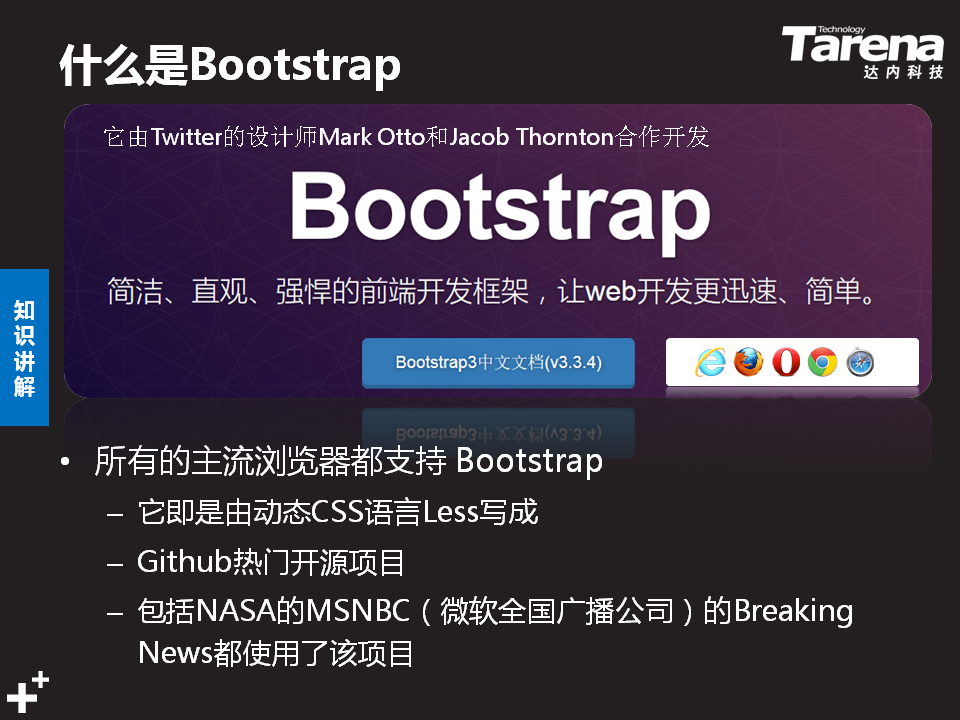 什么是Bootstrap
Technology
Tarena
达内科技
它由Twitter的设计师Mark Otto和Jacob Thornton合作开发
Bootstrap
简洁、直观、强悍的前端开发框架，让web开发更迅速、简单。
知识讲解
Bootstrap3中文文档(v3.3.4)
• 所有的主流浏览器都支持 Bootstrap
– 它即是由动态CSS语言Less写成
– Github热门开源项目
– 包括NASA的MSNBC（微软全国广播公司）的Breaking
News都使用了该项目